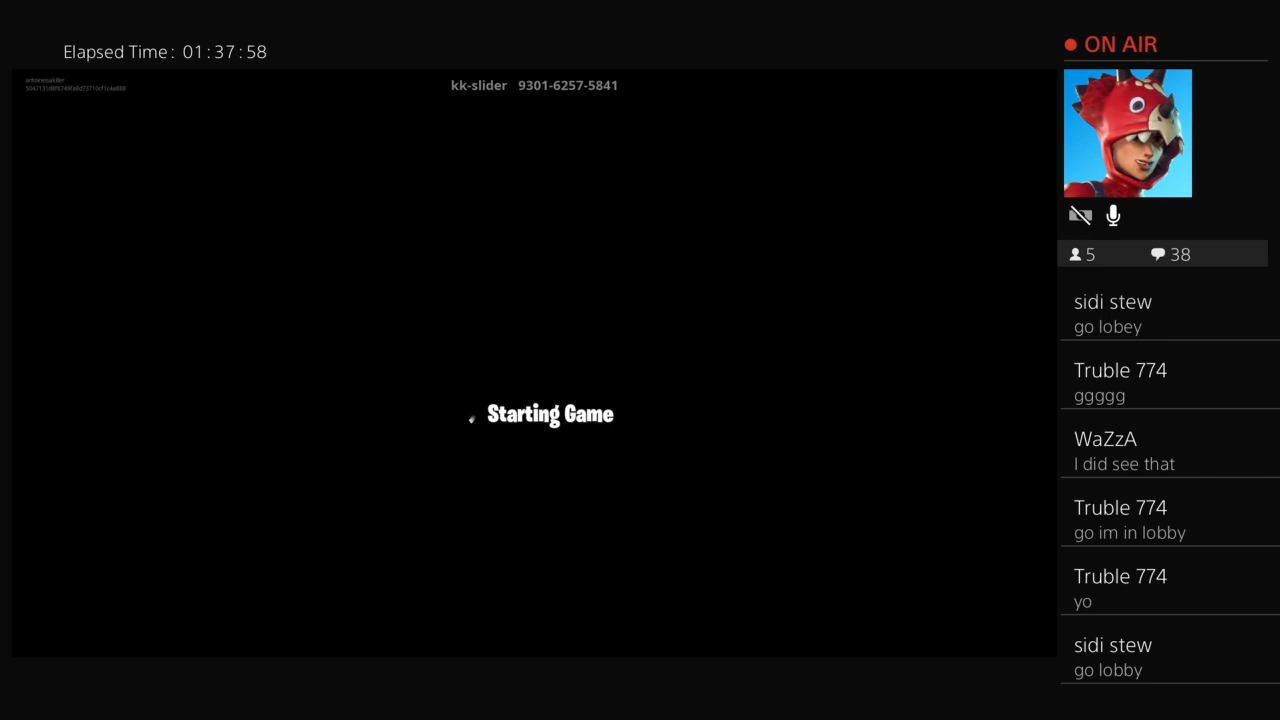 Elapsed Time: 01:37:58
ON AIR
antoinessakiller
kk-slider 9301-6257-5841
5
38
sidi stew
go lobey
Truble 774
ggggg
Starting Game
WaZzA
I did see that
Truble 774
go im in lobby
Truble 774
yo
sidi stew
go lobby